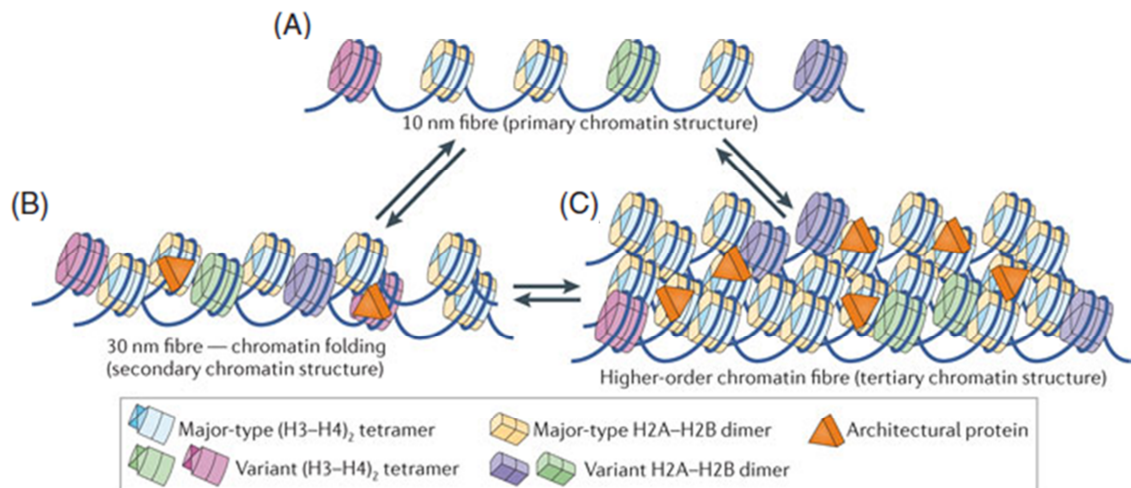 (A)
10 nm fibre (primary chromatin structure)
(B)
(C)
30 nm fibre — chromatin folding
(secondary chromatin structure)
Higher-order chromatin fibre (tertiary chromatin structure)
Major-type (H3–H4)₂ tetramer
Major-type H2A–H2B dimer
Architectural protein
Variant (H3–H4)₂ tetramer
Variant H2A–H2B dimer